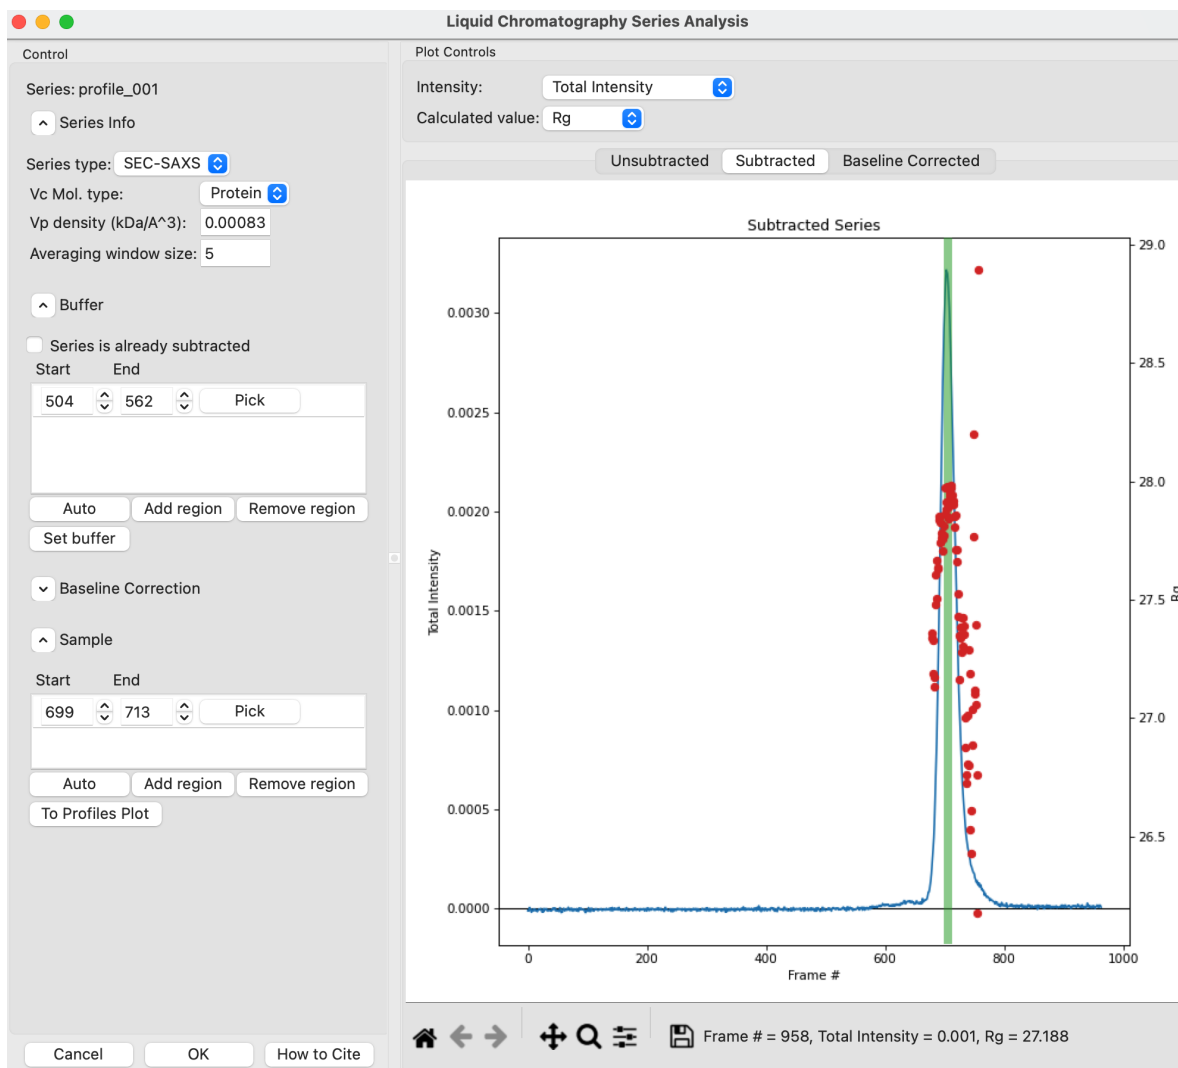 Liquid Chromatography Series Analysis
Control
Series: profile_001
Series Info
Series type: SEC-SAXS
Vc Mol. type: Protein
Vp density (kDa/A^3): 0.00083
Averaging window size: 5
Buffer
Series is already subtracted
Start End
504 562 Pick
Auto Add region Remove region
Set buffer
Baseline Correction
Sample
Start End
699 713 Pick
Auto Add region Remove region
To Profiles Plot
Cancel OK How to Cite
Plot Controls
Intensity: Total Intensity
Calculated value: Rg
Unsubtracted Subtracted Baseline Corrected
Subtracted Series
0.0030
0.0025
0.0020
0.0015
0.0010
0.0005
0.0000
Total Intensity
29.0
28.5
28.0
27.5
27.0
26.5
Rg
0 200 400 600 800 1000
Frame #
Frame # = 958, Total Intensity = 0.001, Rg = 27.188